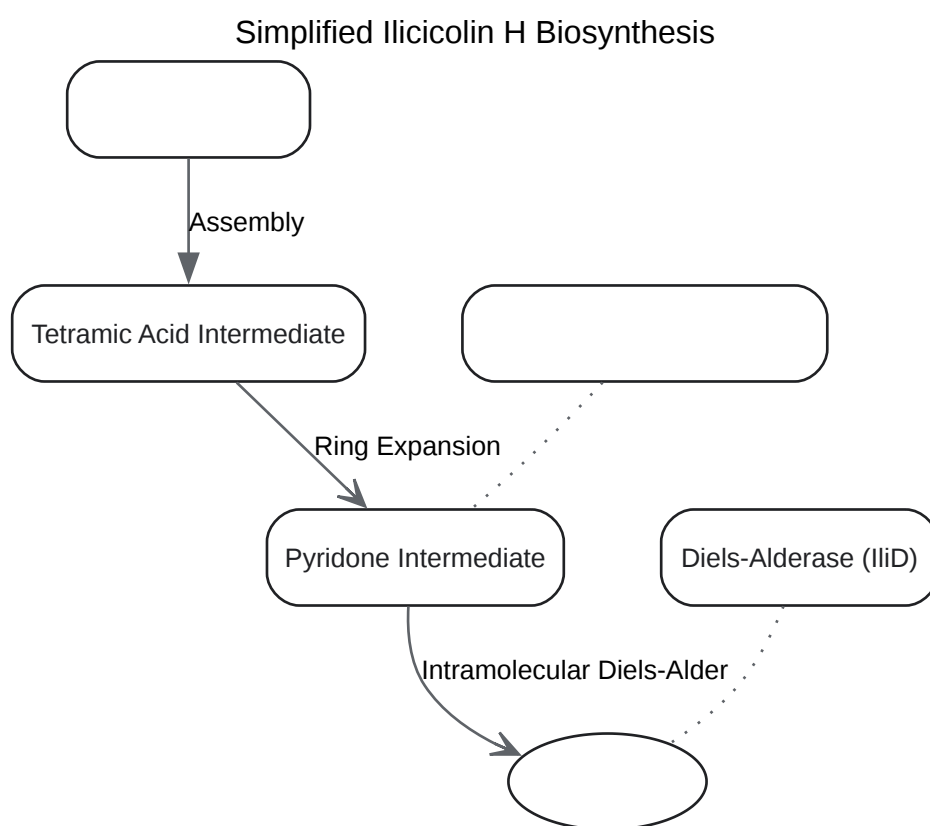 Simplified Ilicicolin H Biosynthesis
Assembly
Tetramic Acid Intermediate
Ring Expansion
Pyridone Intermediate
Diels-Alderase (IliD)
Intramolecular Diels-Alder